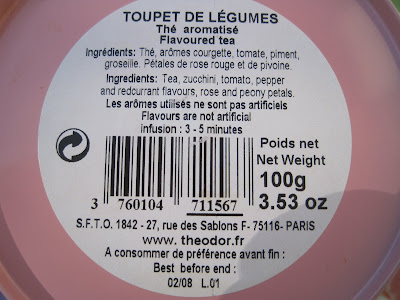 TOUPET DE LÉGUMES
Thé aromatisé
Flavoured tea
Ingrédients: Thé, arômes courgette, tomate, piment,
groseille. Pétales de rose rouge et de pivoine.
Ingredients: Tea, zucchini, tomato, pepper
and redcurrant flavours, rose and peony petals.
Les arômes utiiisés ne sont pas artificiels
Flavours are not artificial
infusion : 3 - 5 minutes
Poids net
Net Weight
100g
3.53 oz
3 760104 711567
S.F.T.O. 1842 - 27, rue des Sablons F- 75116- PARIS
www.theodor.fr
A consommer de préférence avant fin :
Best before end :
02/08 L.01